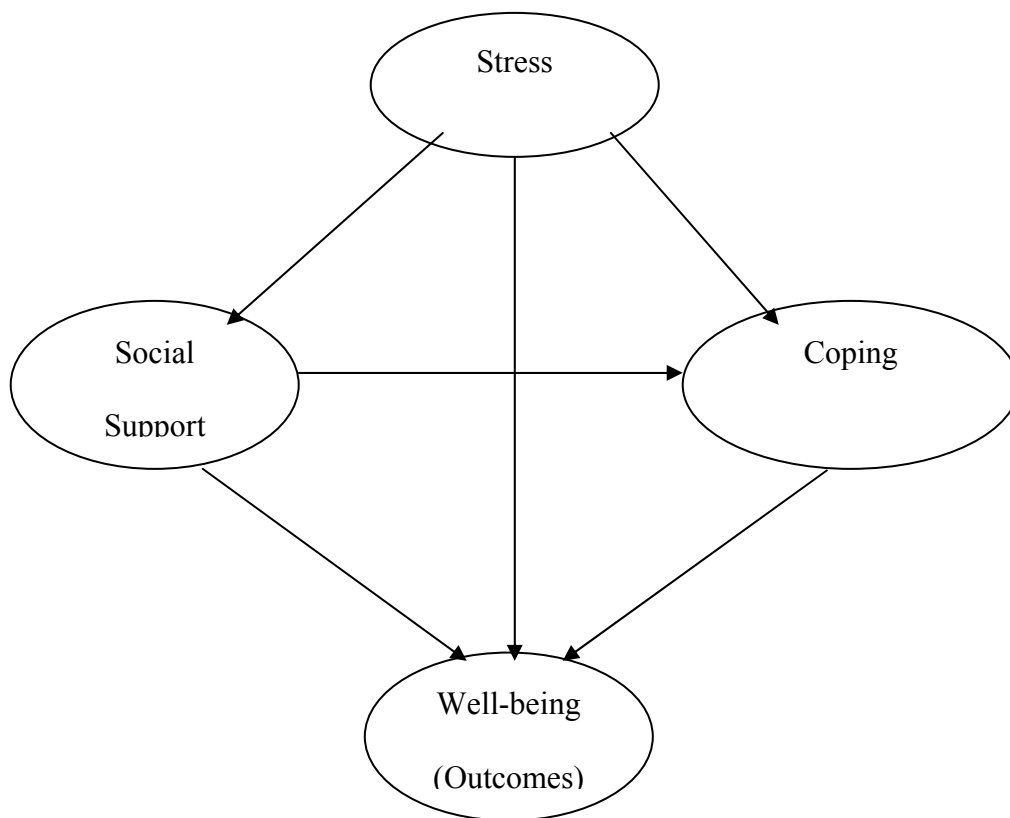 Stress
Social
Coping
Support
Well-being
(Outcomes)